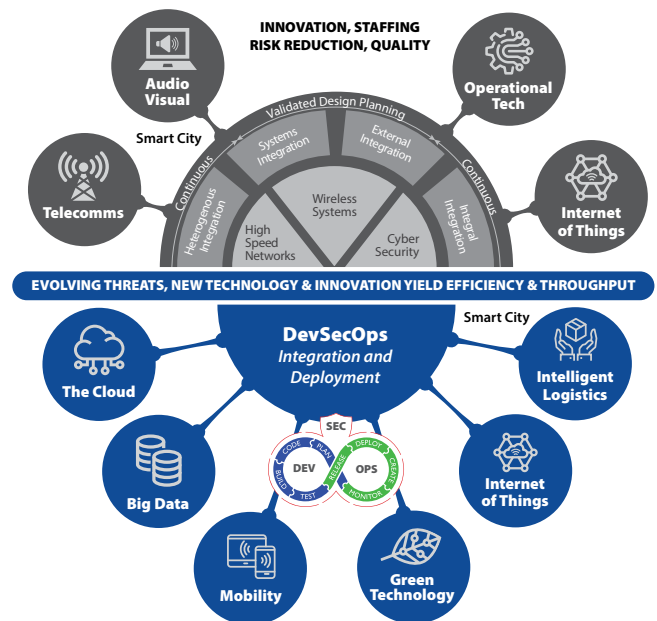 INNOVATION, STAFFING
RISK REDUCTION, QUALITY
Audio
Visual
Operational
Tech
Smart City
Validated Design Planning
Continuous
Continuous
Systems
Integration
External
Integration
Heterogenous
Integration
Integral
Integration
Telecomms
Internet
of Things
Wireless
Systems
High
Speed
Networks
Cyber
Security
EVOLVING THREATS, NEW TECHNOLOGY & INNOVATION YIELD EFFICIENCY & THROUGHPUT
Smart City
DevSecOps
Integration and
Deployment
The Cloud
Intelligent
Logistics
SEC
CODE
PLAN
BUILD
TEST
DEV
RELEASE
DEPLOY
CREATE
MONITOR
OPS
Big Data
Internet
of Things
Mobility
Green
Technology